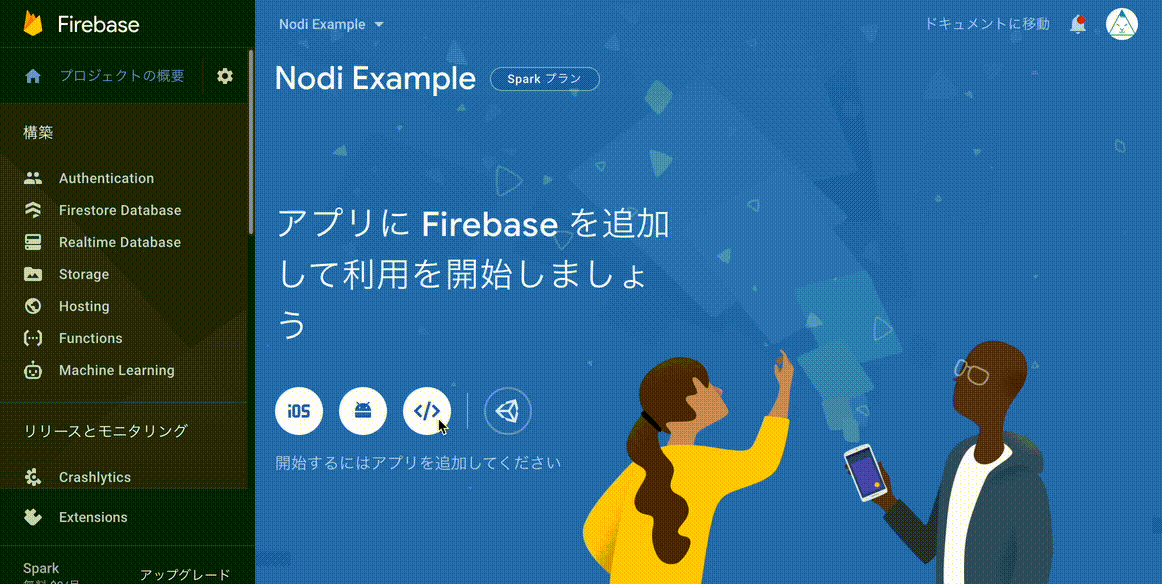 Firebase
プロジェクトの概要
構築
Authentication
Firestore Database
Realtime Database
Storage
Hosting
Functions
Machine Learning
リリースとモニタリング
Crashlytics
Extensions
Spark
アップグレード
Nodi Example
ドキュメントに移動
Nodi Example
Spark プラン
アプリに Firebase を追加
して利用を開始しましょ
う
iOS
</>
開始するにはアプリを追加してください